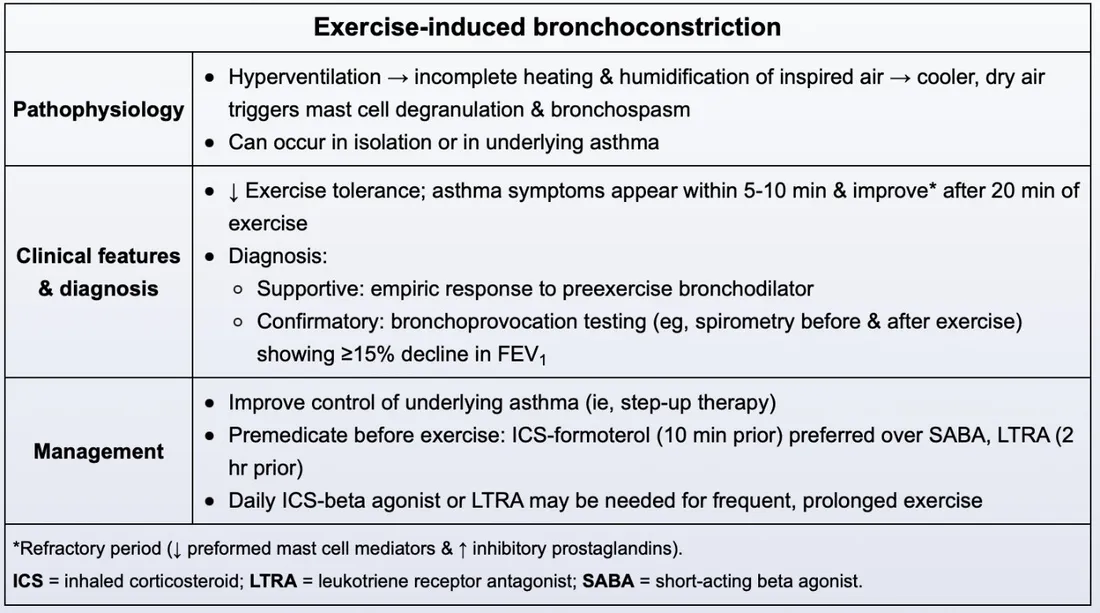 Exercise-induced bronchoconstriction
Pathophysiology
● Hyperventilation → incomplete heating & humidification of inspired air → cooler, dry air
triggers mast cell degranulation & bronchospasm
● Can occur in isolation or in underlying asthma
Clinical features
& diagnosis
● ↓ Exercise tolerance; asthma symptoms appear within 5-10 min & improve* after 20 min of
exercise
● Diagnosis:
○ Supportive: empiric response to preexercise bronchodilator
○ Confirmatory: bronchoprovocation testing (eg, spirometry before & after exercise)
showing ≥15% decline in FEV₁
Management
● Improve control of underlying asthma (ie, step-up therapy)
● Premedicate before exercise: ICS-formoterol (10 min prior) preferred over SABA, LTRA (2
hr prior)
● Daily ICS-beta agonist or LTRA may be needed for frequent, prolonged exercise
*Refractory period (↓ preformed mast cell mediators & ↑ inhibitory prostaglandins).
ICS = inhaled corticosteroid; LTRA = leukotriene receptor antagonist; SABA = short-acting beta agonist.